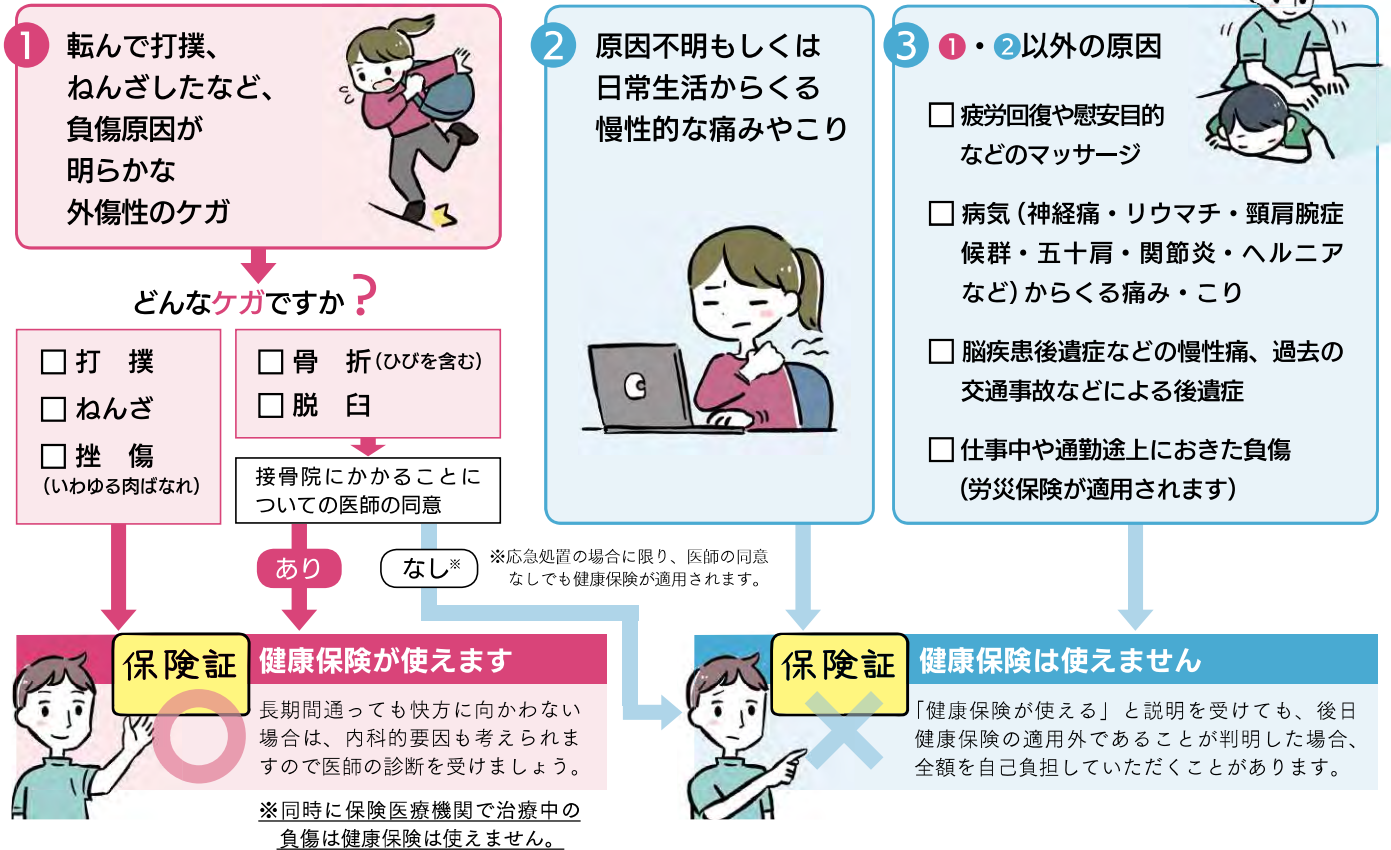 1 転んで打撲、
ねんざしたなど、
負傷原因が
明らかな
外傷性のケガ
どんなケガですか?
□ 打　撲
□ ねんざ
□ 挫　傷
(いわゆる肉ばなれ)
□ 骨　折(ひびを含む)
□ 脱　臼
接骨院にかかることに
ついての医師の同意
あり
なし※
※応急処置の場合に限り、医師の同意
なしでも健康保険が適用されます。
2 原因不明もしくは
日常生活からくる
慢性的な痛みやこり
3 1・2以外の原因
□ 疲労回復や慰安目的
などのマッサージ
□ 病気(神経痛・リウマチ・頸肩腕症
候群・五十肩・関節炎・ヘルニア
など)からくる痛み・こり
□ 脳疾患後遺症などの慢性痛、過去の
交通事故などによる後遺症
□ 仕事中や通勤途上におきた負傷
(労災保険が適用されます)
保険証
健康保険が使えます
長期間通っても快方に向かわない
場合は、内科的要因も考えられま
すので医師の診断を受けましょう。
※同時に保険医療機関で治療中の
負傷は健康保険は使えません。
保険証
健康保険は使えません
「健康保険が使える」と説明を受けても、後日
健康保険の適用外であることが判明した場合、
全額を自己負担していただくことがあります。